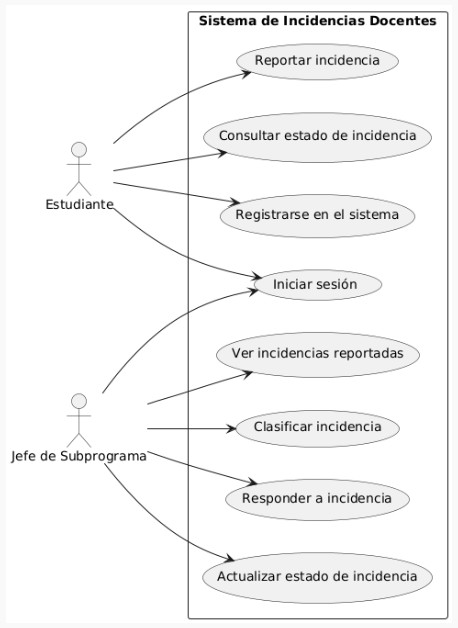 Sistema de Incidencias Docentes
Reportar incidencia
Consultar estado de incidencia
Estudiante
Registrarse en el sistema
Iniciar sesión
Ver incidencias reportadas
Clasificar incidencia
Jefe de Subprograma
Responder a incidencia
Actualizar estado de incidencia